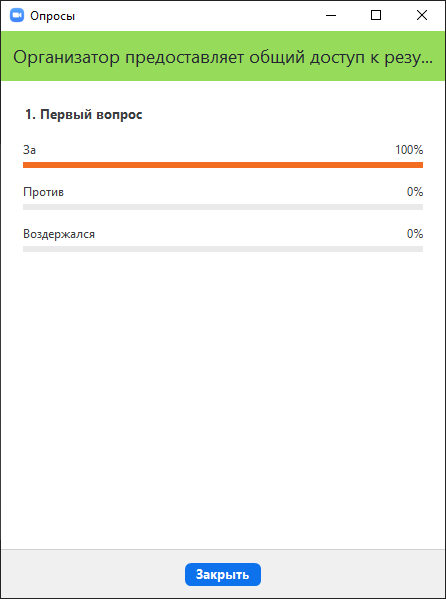 Опросы
Организатор предоставляет общий доступ к резу...
1. Первый вопрос
За 100%
Против 0%
Воздержался 0%
Закрыть